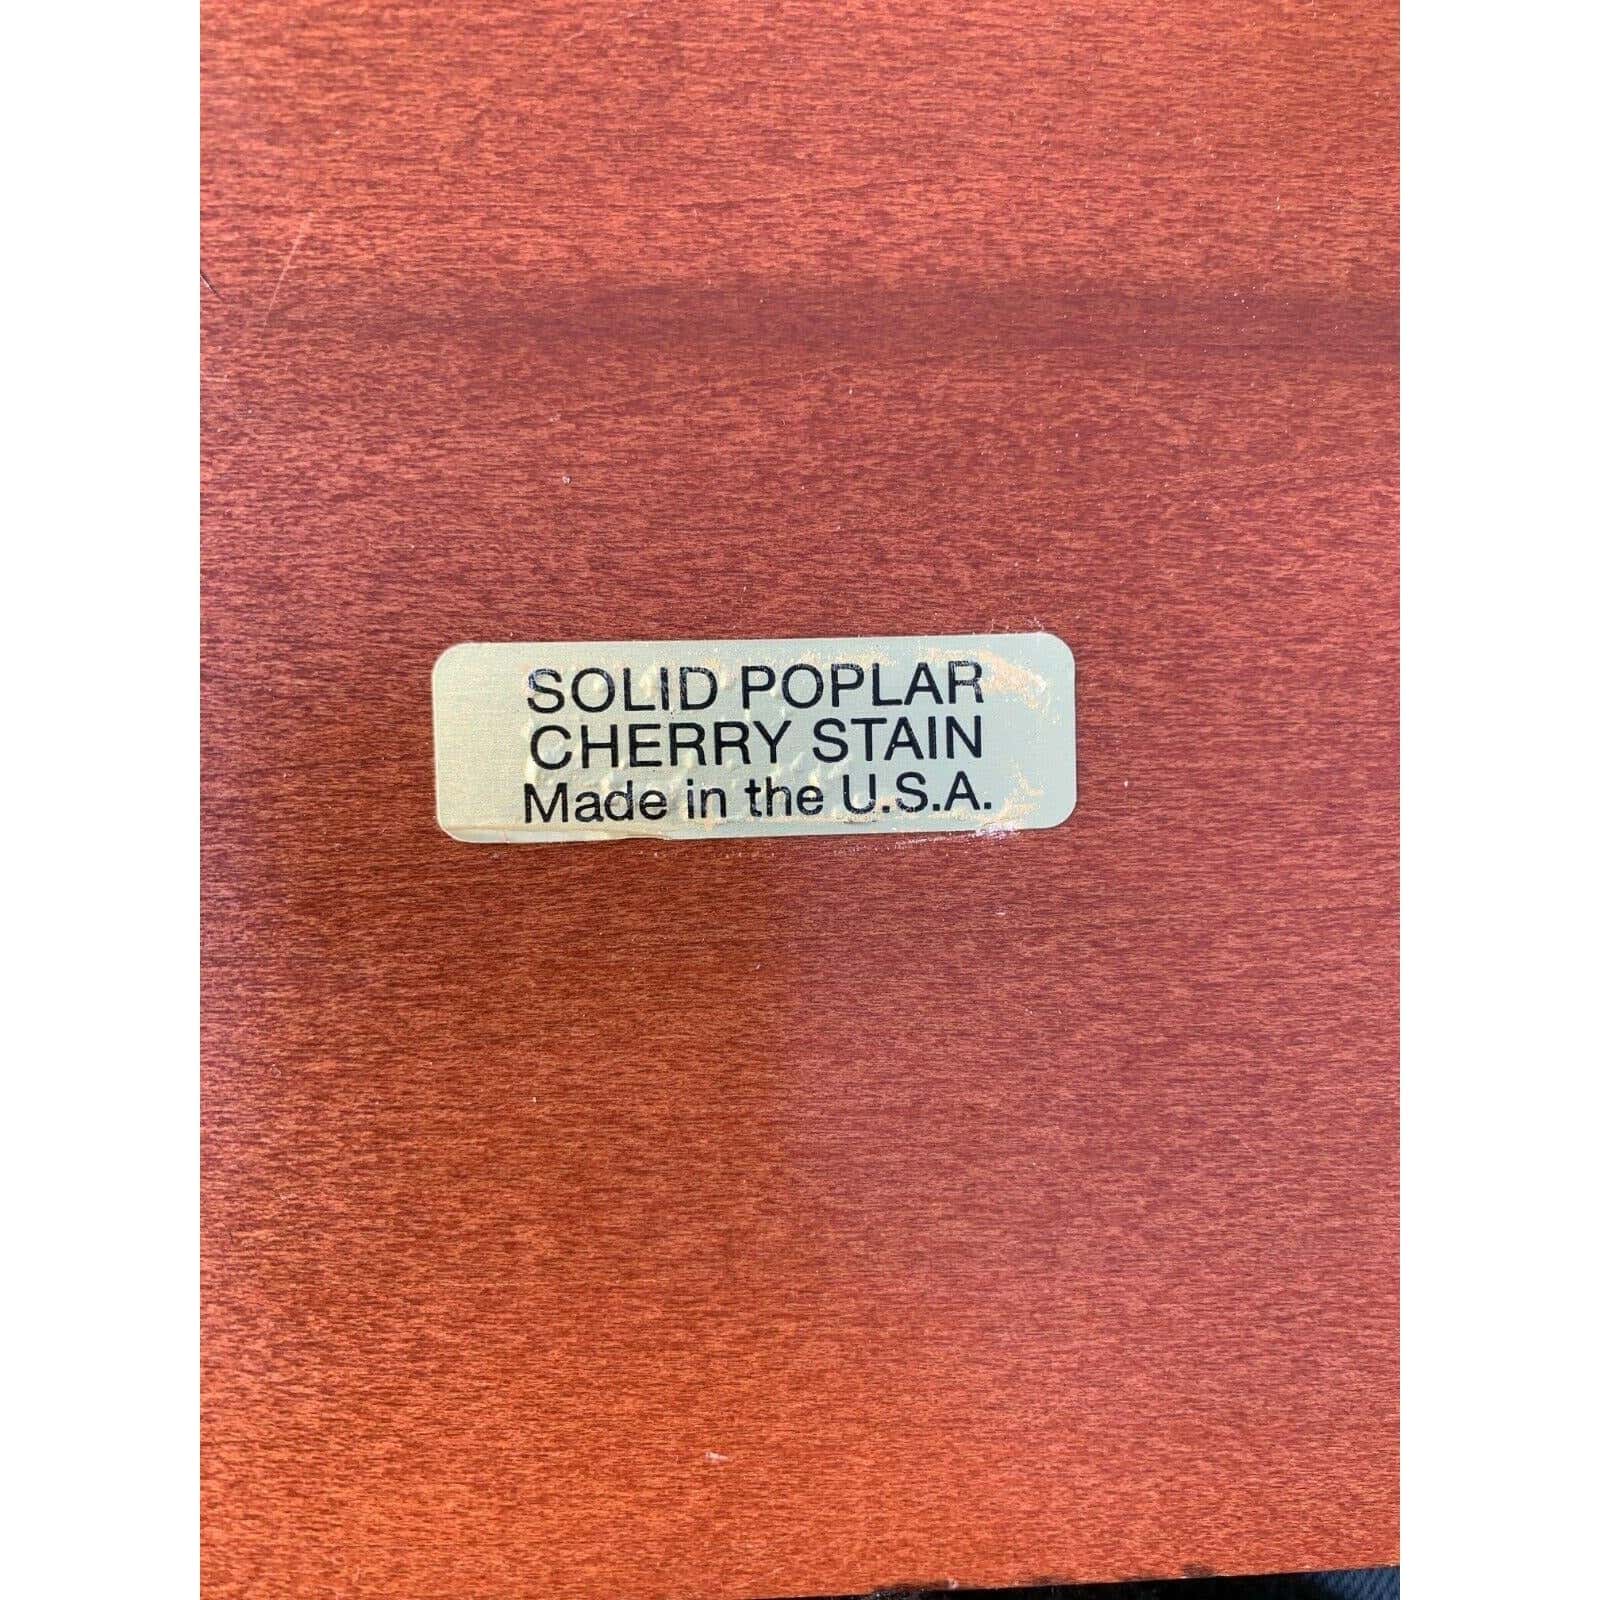 SOLID POPLAR
CHERRY STAIN
Made in the U.S.A.